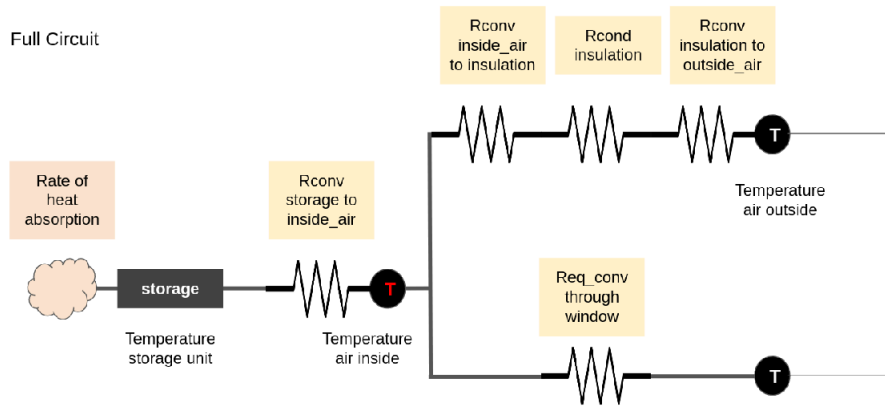 Full Circuit
Rconv
inside_air
to insulation
Rcond
insulation
Rconv
insulation to
outside_air
T
Temperature
air outside
Rate of
heat
absorption
Rconv
storage to
inside_air
storage
T
Temperature
storage unit
Temperature
air inside
Req_conv
through
window
T